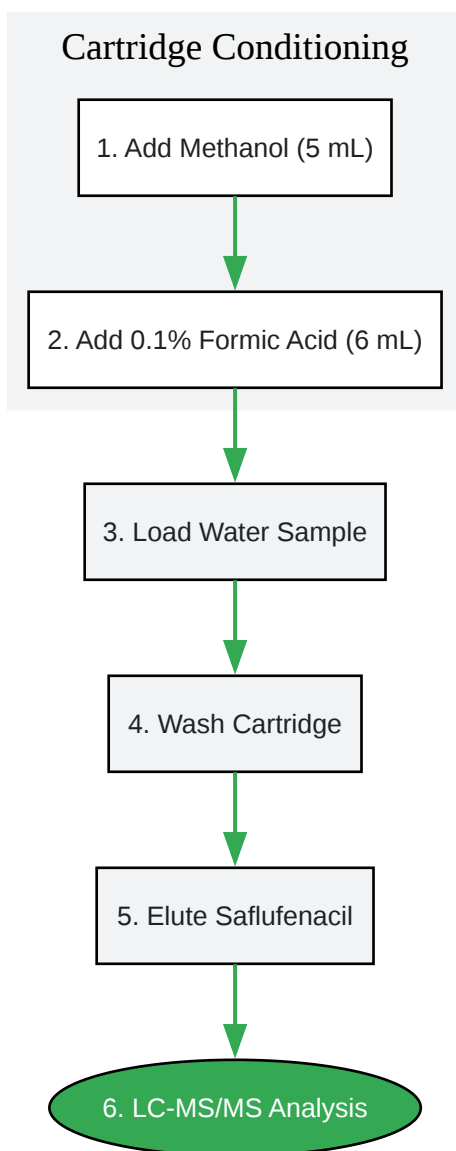 Cartridge Conditioning
1. Add Methanol (5 mL)
2. Add 0.1% Formic Acid (6 mL)
3. Load Water Sample
4. Wash Cartridge
5. Elute Saflufenacil
6. LC-MS/MS Analysis